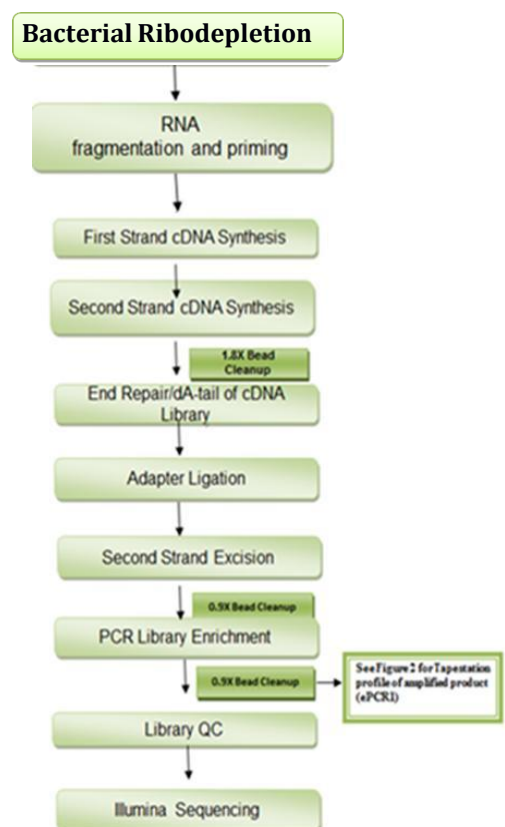 Bacterial Ribodepletion
RNA
fragmentation and priming
First Strand cDNA Synthesis
Second Strand cDNA Synthesis
1.8X Bead
Cleanup
End Repair/dA-tail of cDNA
Library
Adapter Ligation
Second Strand Excision
0.9X Bead Cleanup
PCR Library Enrichment
0.9X Bead Cleanup
See Figure 2 for Tapestation
profile of amplified product
(ePCR1)
Library QC
Illumina Sequencing